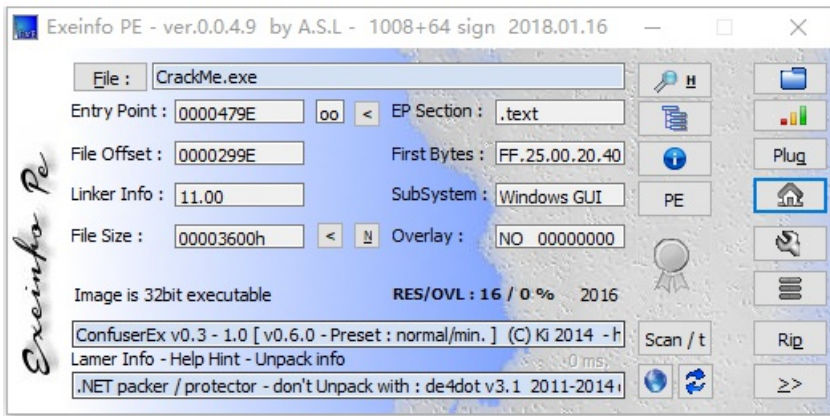 Exeinfo PE - ver.0.0.4.9 by A.S.L - 1008+64 sign 2018.01.16
File : CrackMe.exe H
Entry Point : 0000479E oo < EP Section : .text
File Offset : 0000299E First Bytes : FF.25.00.20.40 Plug
Linker Info : 11.00 SubSystem : Windows GUI PE
File Size : 00003600h < N Overlay : NO 00000000
Image is 32bit executable RES/OVL : 16 / 0 % 2016
ConfuserEx v0.3 - 1.0 [ v0.6.0 - Preset : normal/min. ] (C) Ki 2014 - h Scan / t Rip
Lamer Info - Help Hint - Unpack info 0 ms.
.NET packer / protector - don't Unpack with : de4dot v3.1 2011-2014 >>
Exeinfo Pe